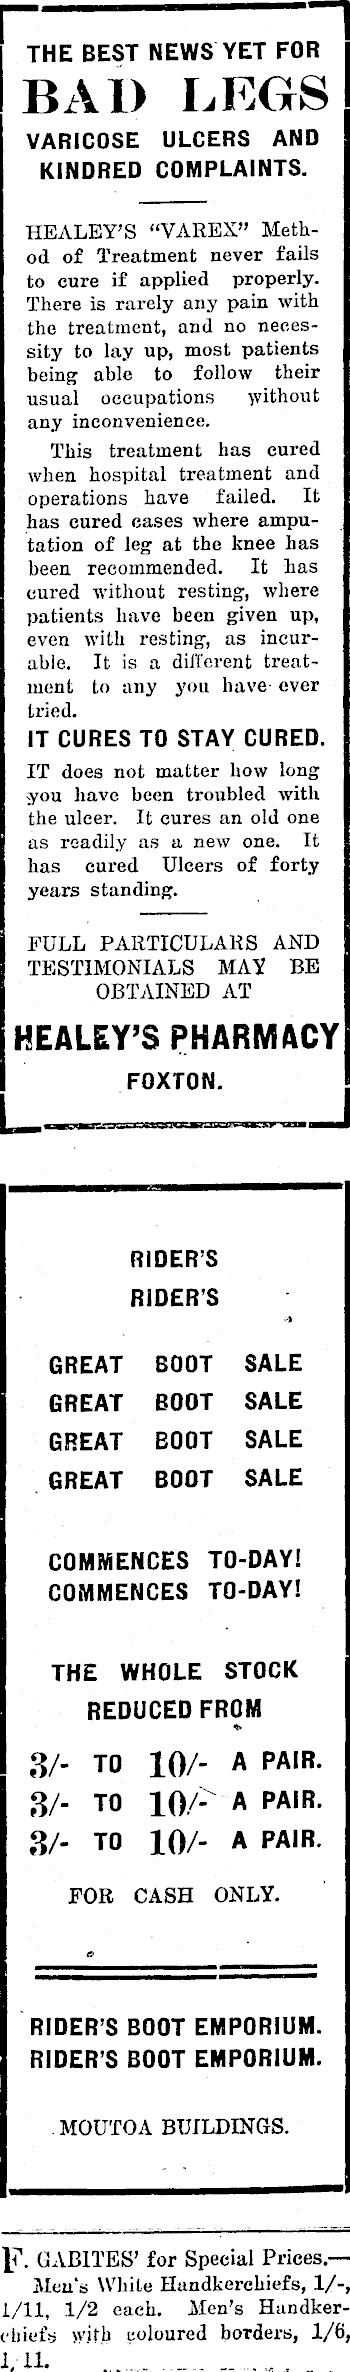 THE BEST NEWS YET FOR
BAD LEGS
VARICOSE ULCERS AND
KINDRED COMPLAINTS.
HEALEY'S "VAREX" Meth-
od of Treatment never fails
to cure if applied properly.
There is rarely any pain with
the treatment, and no neces-
sity to lay up, most patients
being able to follow their
usual occupations without
any inconvenience.
This treatment has cured
when hospital treatment and
operations have failed. It
has cured cases where ampu-
tation of leg at the knee has
been recommended. It has
cured without resting, where
patients have been given up,
even with resting, as incur-
able. It is a different treat-
ment to any you have ever
tried.
IT CURES TO STAY CURED.
IT does not matter how long
you have been troubled with
the ulcer. It cures an old one
as readily as a new one. It
has cured Ulcers of forty
years standing.
FULL PARTICULARS AND
TESTIMONIALS MAY BE
OBTAINED AT
HEALEY'S PHARMACY
FOXTON.
RIDER'S
RIDER'S
GREAT BOOT SALE
GREAT BOOT SALE
GREAT BOOT SALE
GREAT BOOT SALE
COMMENCES TO-DAY!
COMMENCES TO-DAY!
THE WHOLE STOCK
REDUCED FROM
3/- TO 10/- A PAIR.
3/- TO 10/- A PAIR.
3/- TO 10/- A PAIR.
FOR CASH ONLY.
RIDER'S BOOT EMPORIUM.
RIDER'S BOOT EMPORIUM.
MOUTOA BUILDINGS.
F. GABITES' for Special Prices.—
Men's White Handkerchiefs, 1/-,
1/11, 1/2 each. Men's Handker-
chiefs with coloured borders, 1/6,
1/11.